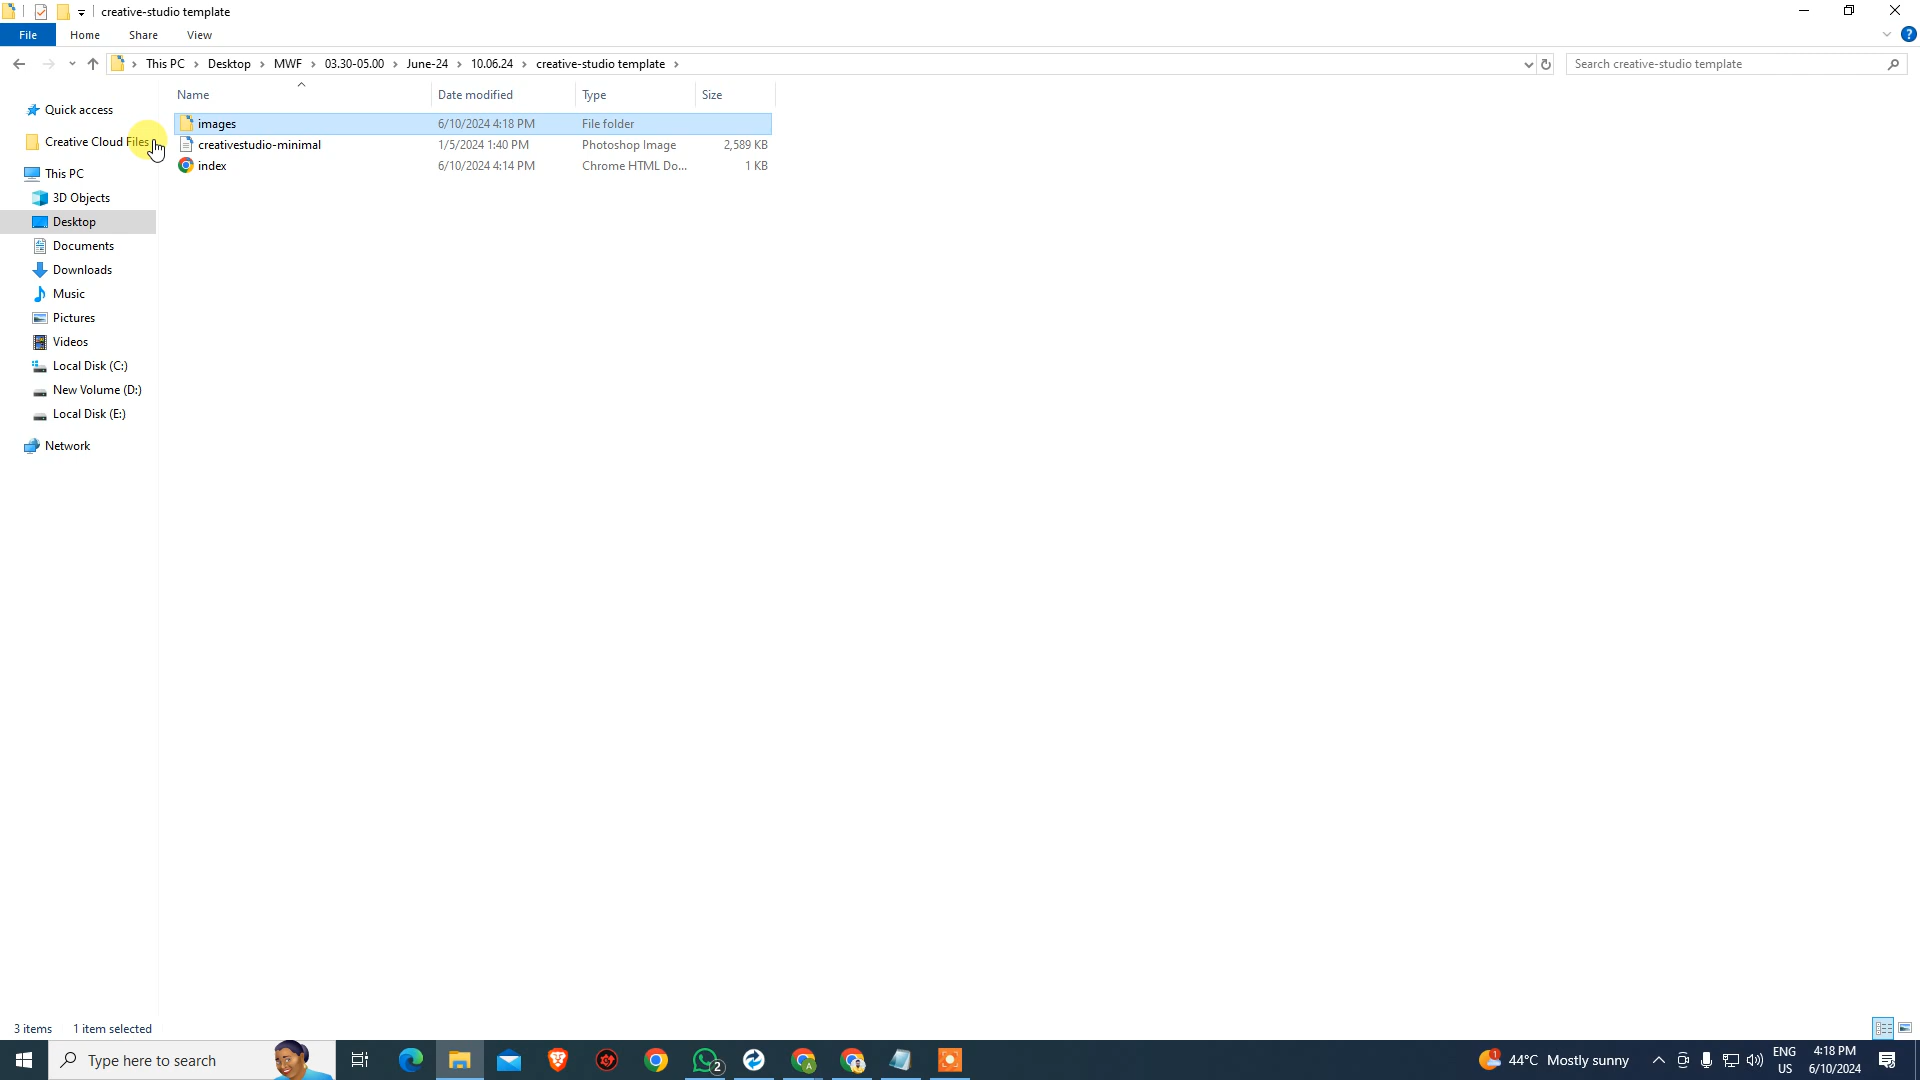 creative-studio template
File Home Share View
This PC > Desktop > MWF > 03.30-05.00 > June-24 > 10.06.24 > creative-studio template >
Search creative-studio template
Name Date modified Type Size
Quick access
Creative Cloud Files
This PC
3D Objects
Desktop
Documents
Downloads
Music
Pictures
Videos
Local Disk (C:)
New Volume (D:)
Local Disk (E:)
Network
images 6/10/2024 4:18 PM File folder
creativestudio-minimal 1/5/2024 1:40 PM Photoshop Image 2,589 KB
index 6/10/2024 4:14 PM Chrome HTML Do... 1 KB
3 items 1 item selected
Type here to search
2
A
1
44°C Mostly sunny
ENG
US
4:18 PM
6/10/2024